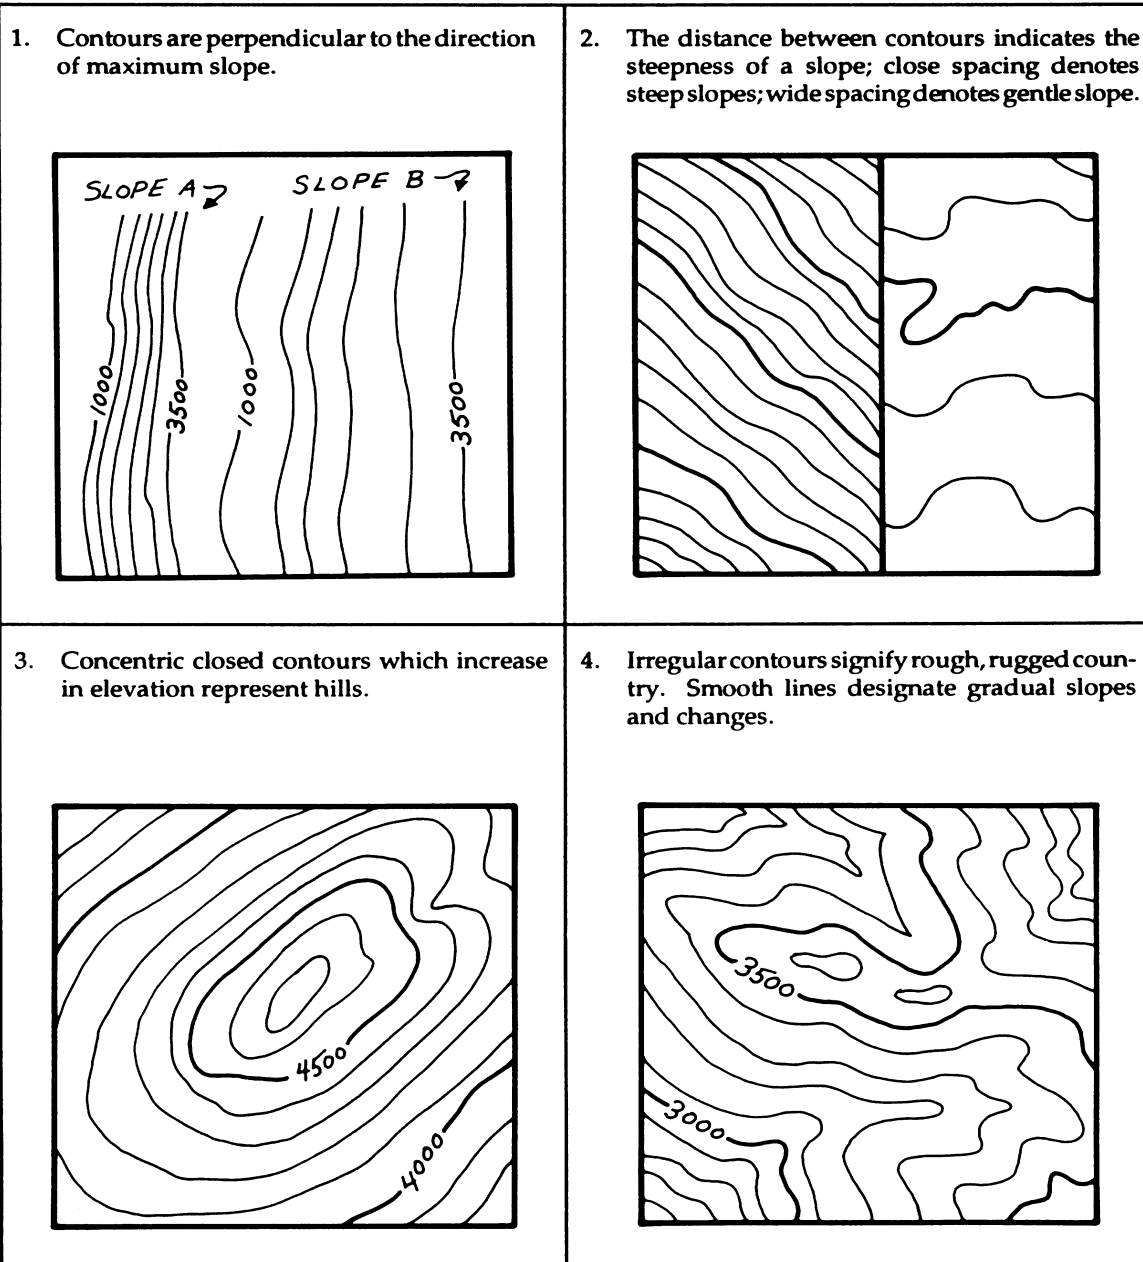 1. Contours are perpendicular to the direction
of maximum slope.
SLOPE A
SLOPE B
1000
3500
1000
3500
2. The distance between contours indicates the
steepness of a slope; close spacing denotes
steep slopes; wide spacing denotes gentle slope.
3. Concentric closed contours which increase
in elevation represent hills.
4500
4000
4. Irregular contours signify rough, rugged coun-
try. Smooth lines designate gradual slopes
and changes.
3500
3000